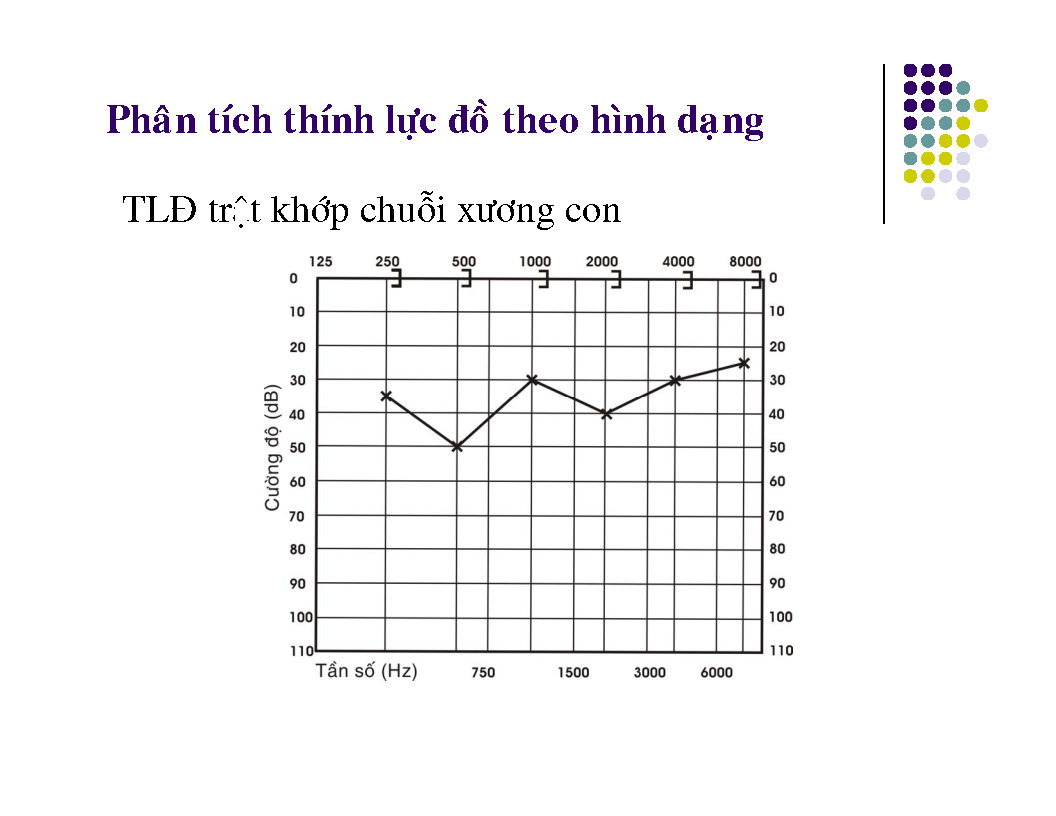 Phân tích thính lực đồ theo hình dạng
TLĐ trật khớp chuỗi xương con
125 250 500 1000 2000 4000 8000
0 0
10 10
20 20
30 30
40 40
50 50
60 60
70 70
80 80
90 90
100 100
110 110
Cường độ (dB)
Tần số (Hz) 750 1500 3000 6000